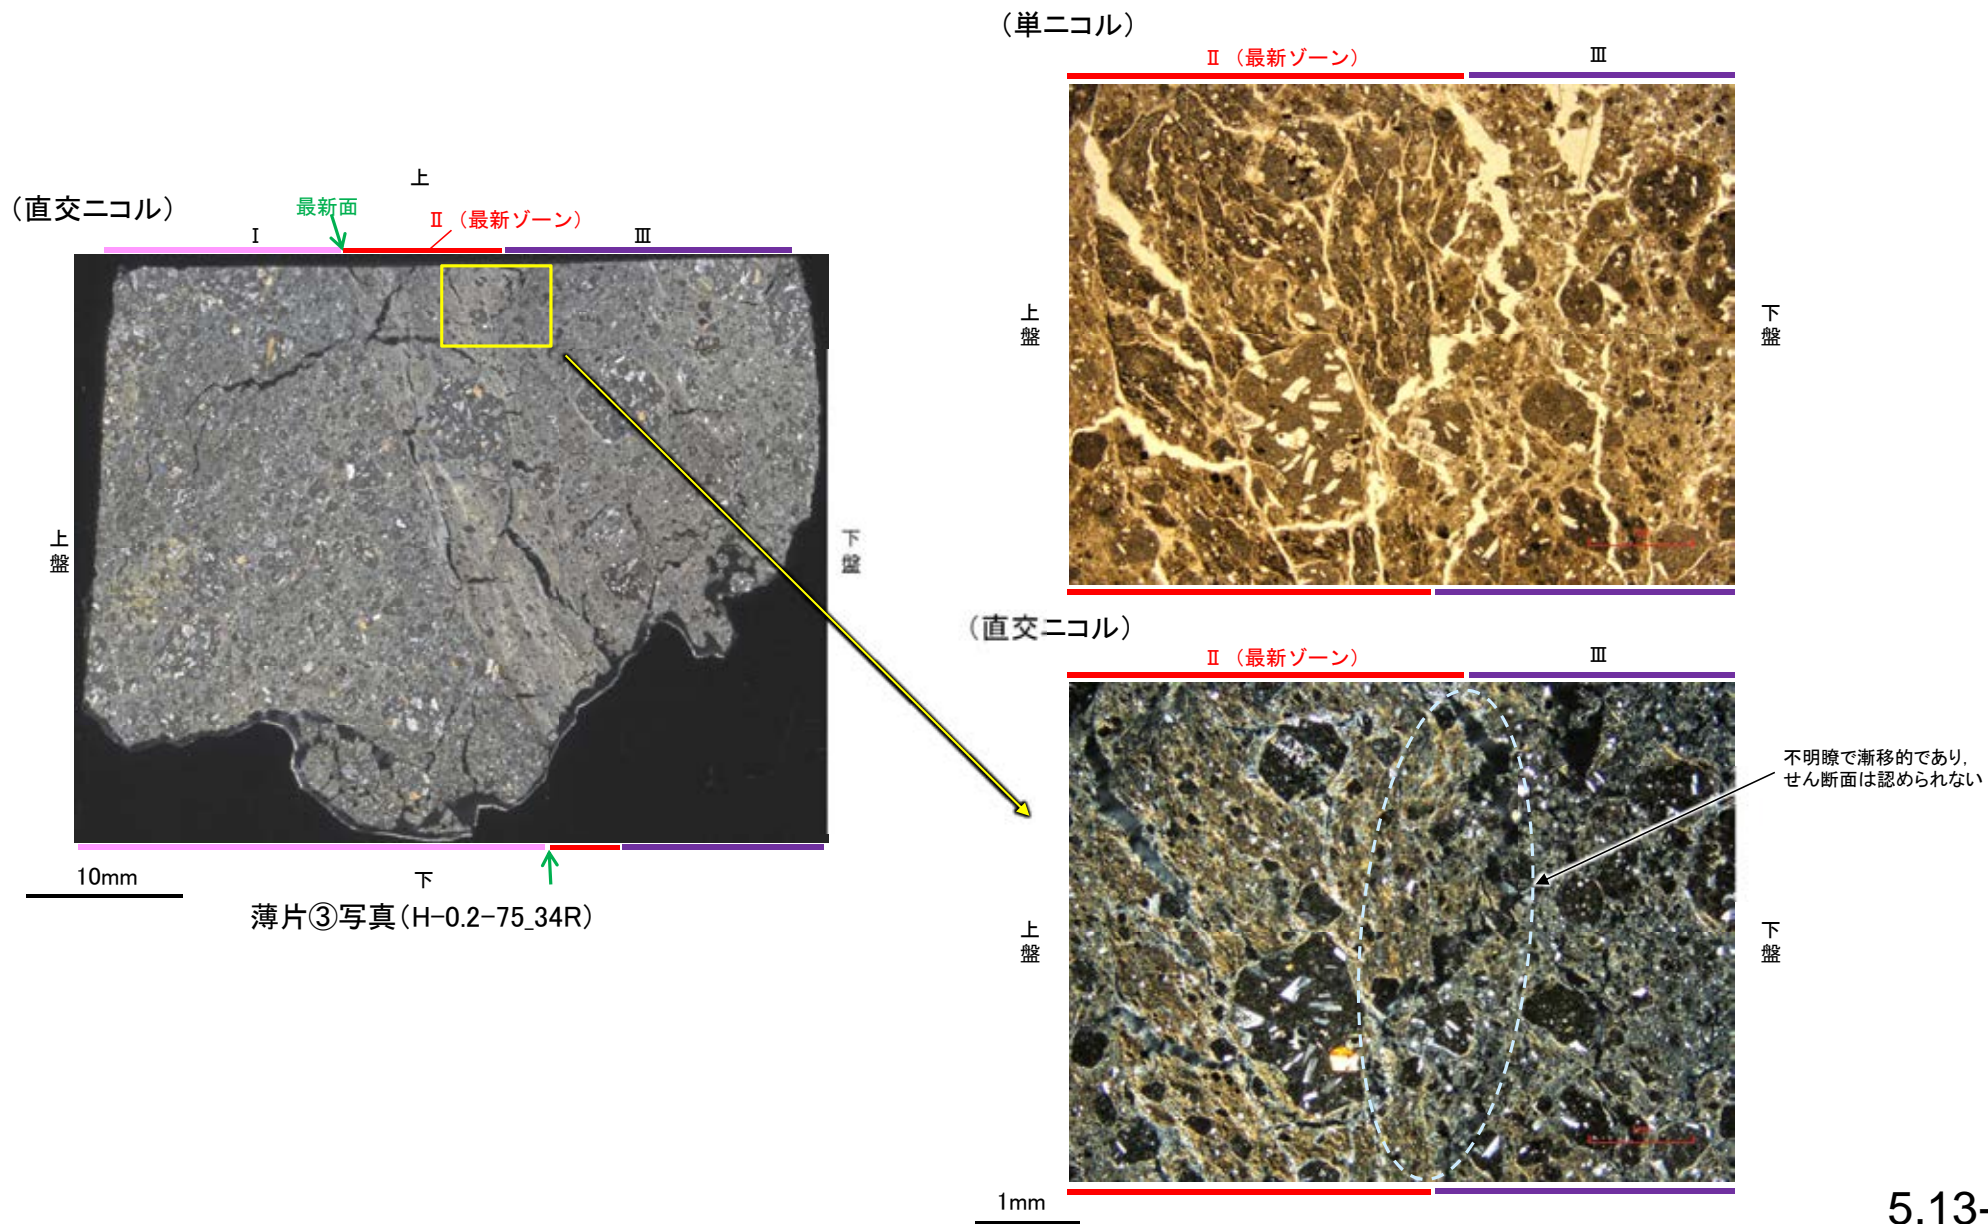 （単ニコル）
Ⅱ（最新ゾーン）
Ⅲ
上
（直交ニコル）
最新面
Ⅰ
Ⅱ（最新ゾーン）
Ⅲ
上盤
下盤
上盤
下盤
（直交ニコル）
Ⅱ（最新ゾーン）
Ⅲ
不明瞭で漸移的であり，
せん断面は認められない
10mm
下
薄片③写真（H-0.2-75_34R）
上盤
下盤
1mm
5.13-